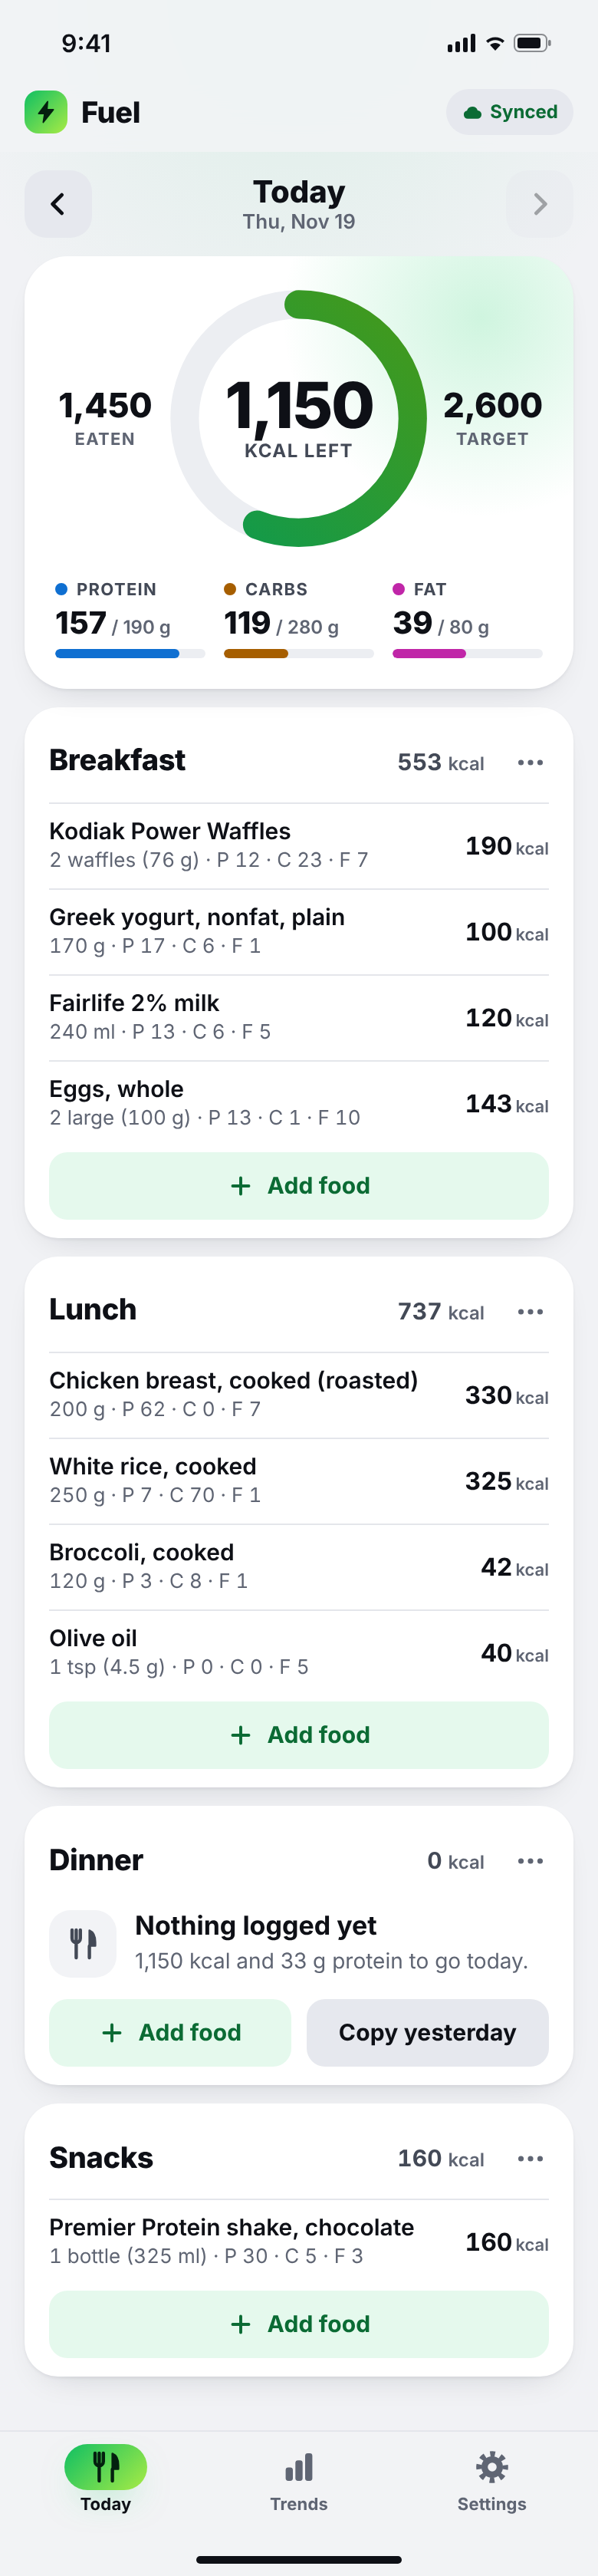 9:41
Fuel
Synced
Today
Thu, Nov 19
1,450
EATEN
1,150
KCAL LEFT
2,600
TARGET
PROTEIN
157 / 190 g
CARBS
119 / 280 g
FAT
39 / 80 g
Breakfast 553 kcal
Kodiak Power Waffles
2 waffles (76 g) · P 12 · C 23 · F 7
190 kcal
Greek yogurt, nonfat, plain
170 g · P 17 · C 6 · F 1
100 kcal
Fairlife 2% milk
240 ml · P 13 · C 6 · F 5
120 kcal
Eggs, whole
2 large (100 g) · P 13 · C 1 · F 10
143 kcal
Add food
Lunch 737 kcal
Chicken breast, cooked (roasted)
200 g · P 62 · C 0 · F 7
330 kcal
White rice, cooked
250 g · P 7 · C 70 · F 1
325 kcal
Broccoli, cooked
120 g · P 3 · C 8 · F 1
42 kcal
Olive oil
1 tsp (4.5 g) · P 0 · C 0 · F 5
40 kcal
Add food
Dinner 0 kcal
Nothing logged yet
1,150 kcal and 33 g protein to go today.
Add food
Copy yesterday
Snacks 160 kcal
Premier Protein shake, chocolate
1 bottle (325 ml) · P 30 · C 5 · F 3
160 kcal
Add food
Today
Trends
Settings